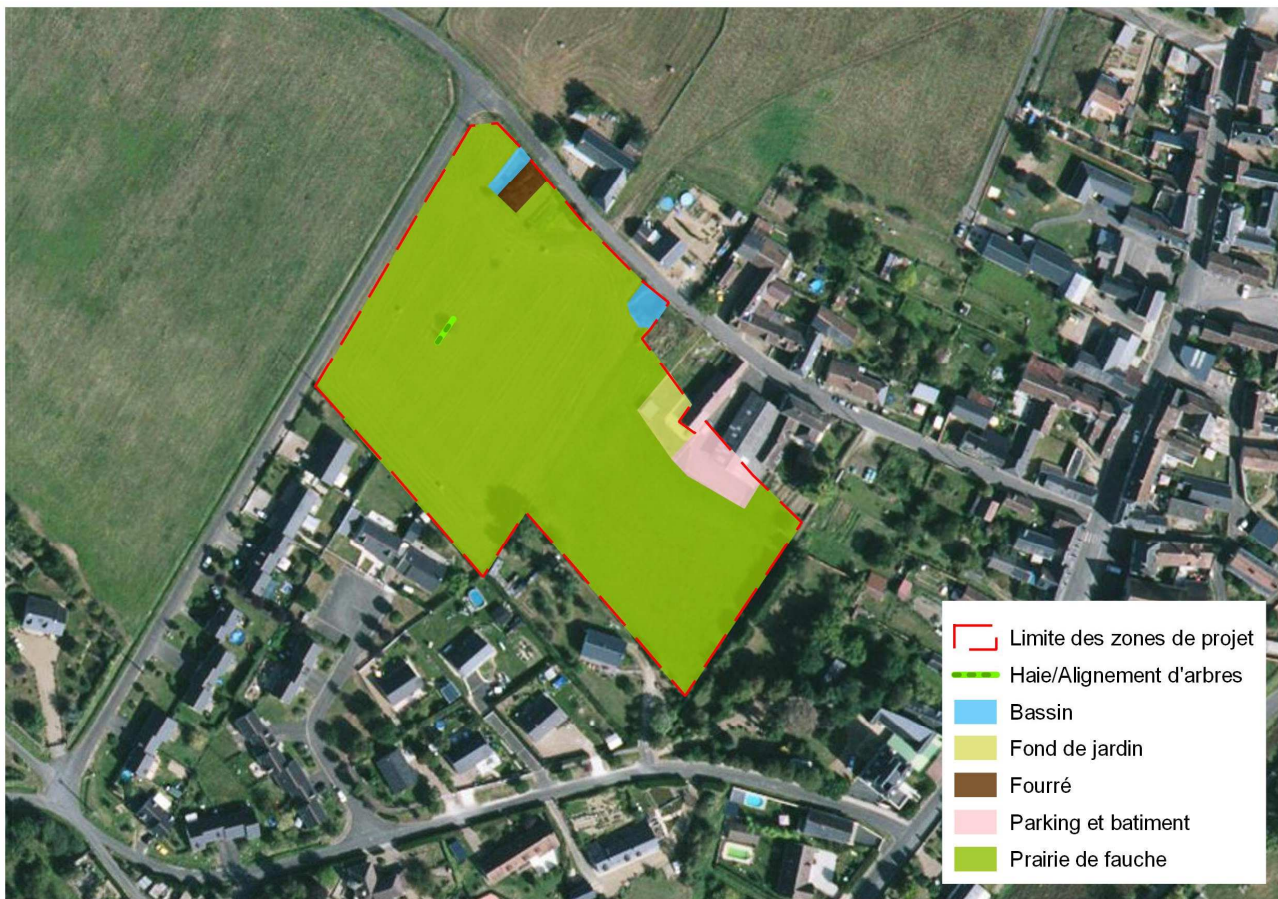 Limite des zones de projet
Haie/Alignement d'arbres
Bassin
Fond de jardin
Fourré
Parking et batiment
Prairie de fauche